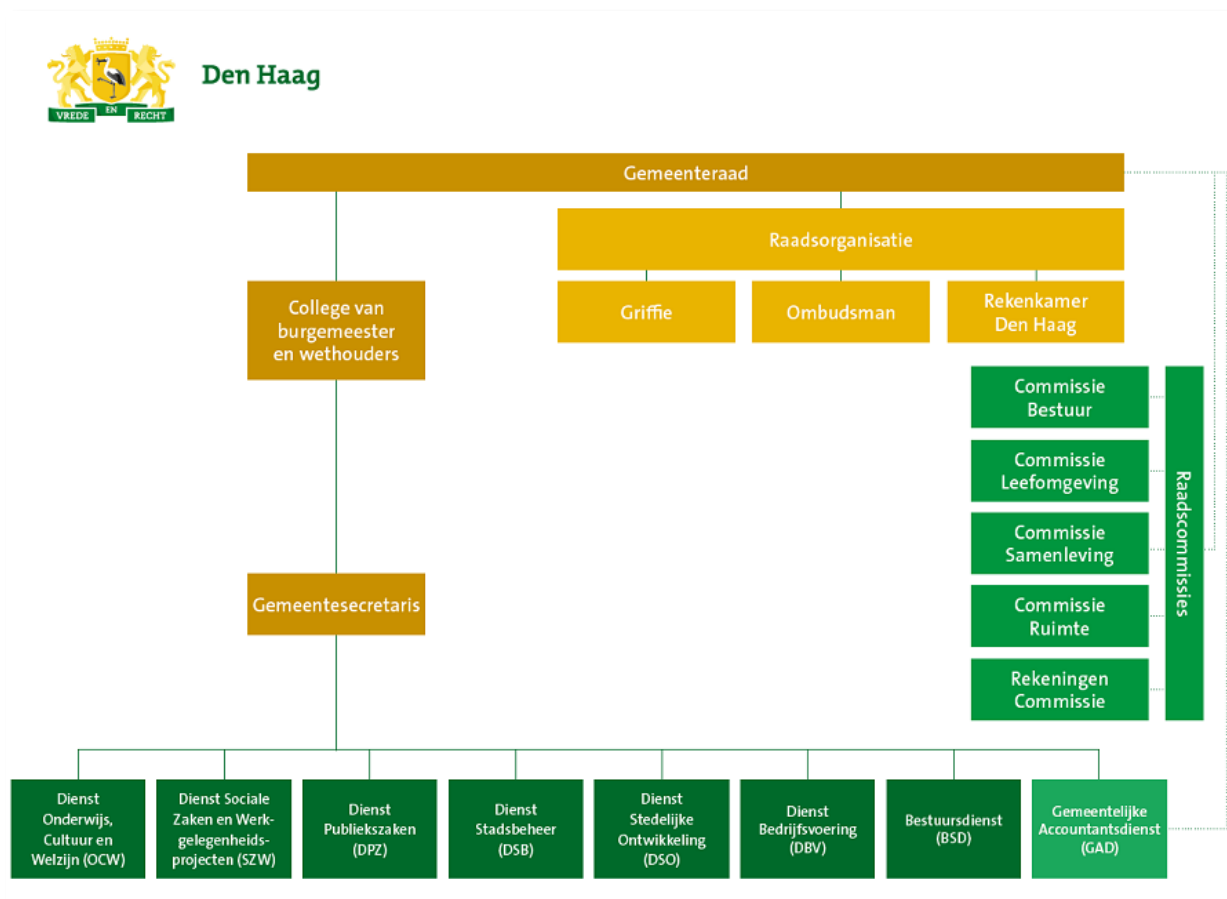 Den Haag
VREDE EN RECHT
Gemeenteraad
Raadsorganisatie
Griffie
Ombudsman
Rekenkamer
Den Haag
College van
burgemeester
en wethouders
Commissie
Bestuur
Commissie
Leefomgeving
Commissie
Samenleving
Commissie
Ruimte
Rekeningen
Commissie
Raadscommissies
Gemeentesecretaris
Dienst
Onderwijs,
Cultuur en
Welzijn (OCW)
Dienst Sociale
Zaken en Werk-
gelegenheids-
projecten (SZW)
Dienst
Publiekszaken
(DPZ)
Dienst
Stadsbeheer
(DSB)
Dienst
Stedelijke
Ontwikkeling
(DSO)
Dienst
Bedrijfsvoering
(DBV)
Bestuursdienst
(BSD)
Gemeentelijke
Accountantsdienst
(GAD)